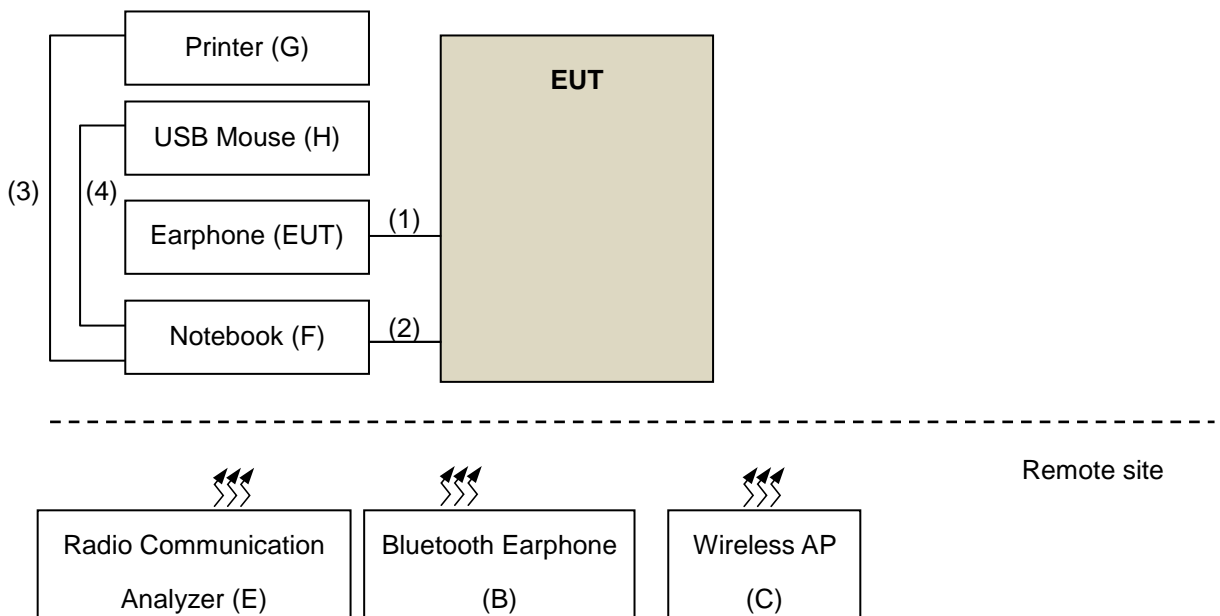 Printer (G)
EUT
USB Mouse (H)
(3)
(4)
Earphone (EUT)
(1)
Notebook (F)
(2)
Remote site
Radio Communication
Analyzer (E)
Bluetooth Earphone
(B)
Wireless AP
(C)